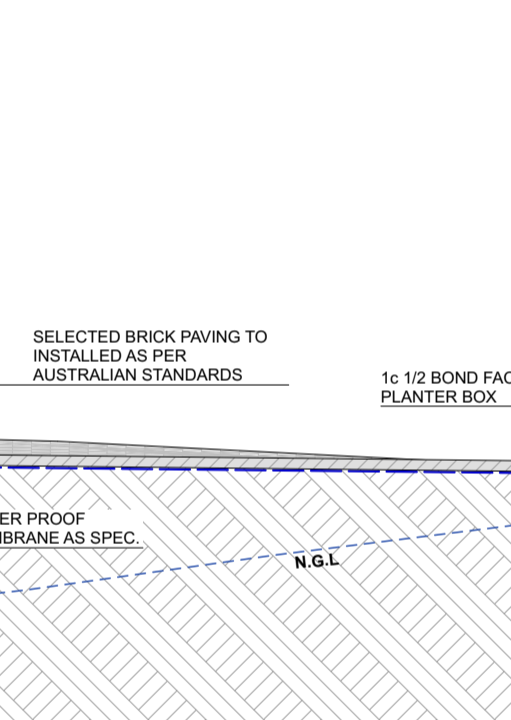 SELECTED BRICK PAVING TO
INSTALLED AS PER
AUSTRALIAN STANDARDS
1c 1/2 BOND FAC
PLANTER BOX
ER PROOF
BRANE AS SPEC.
N.G.L